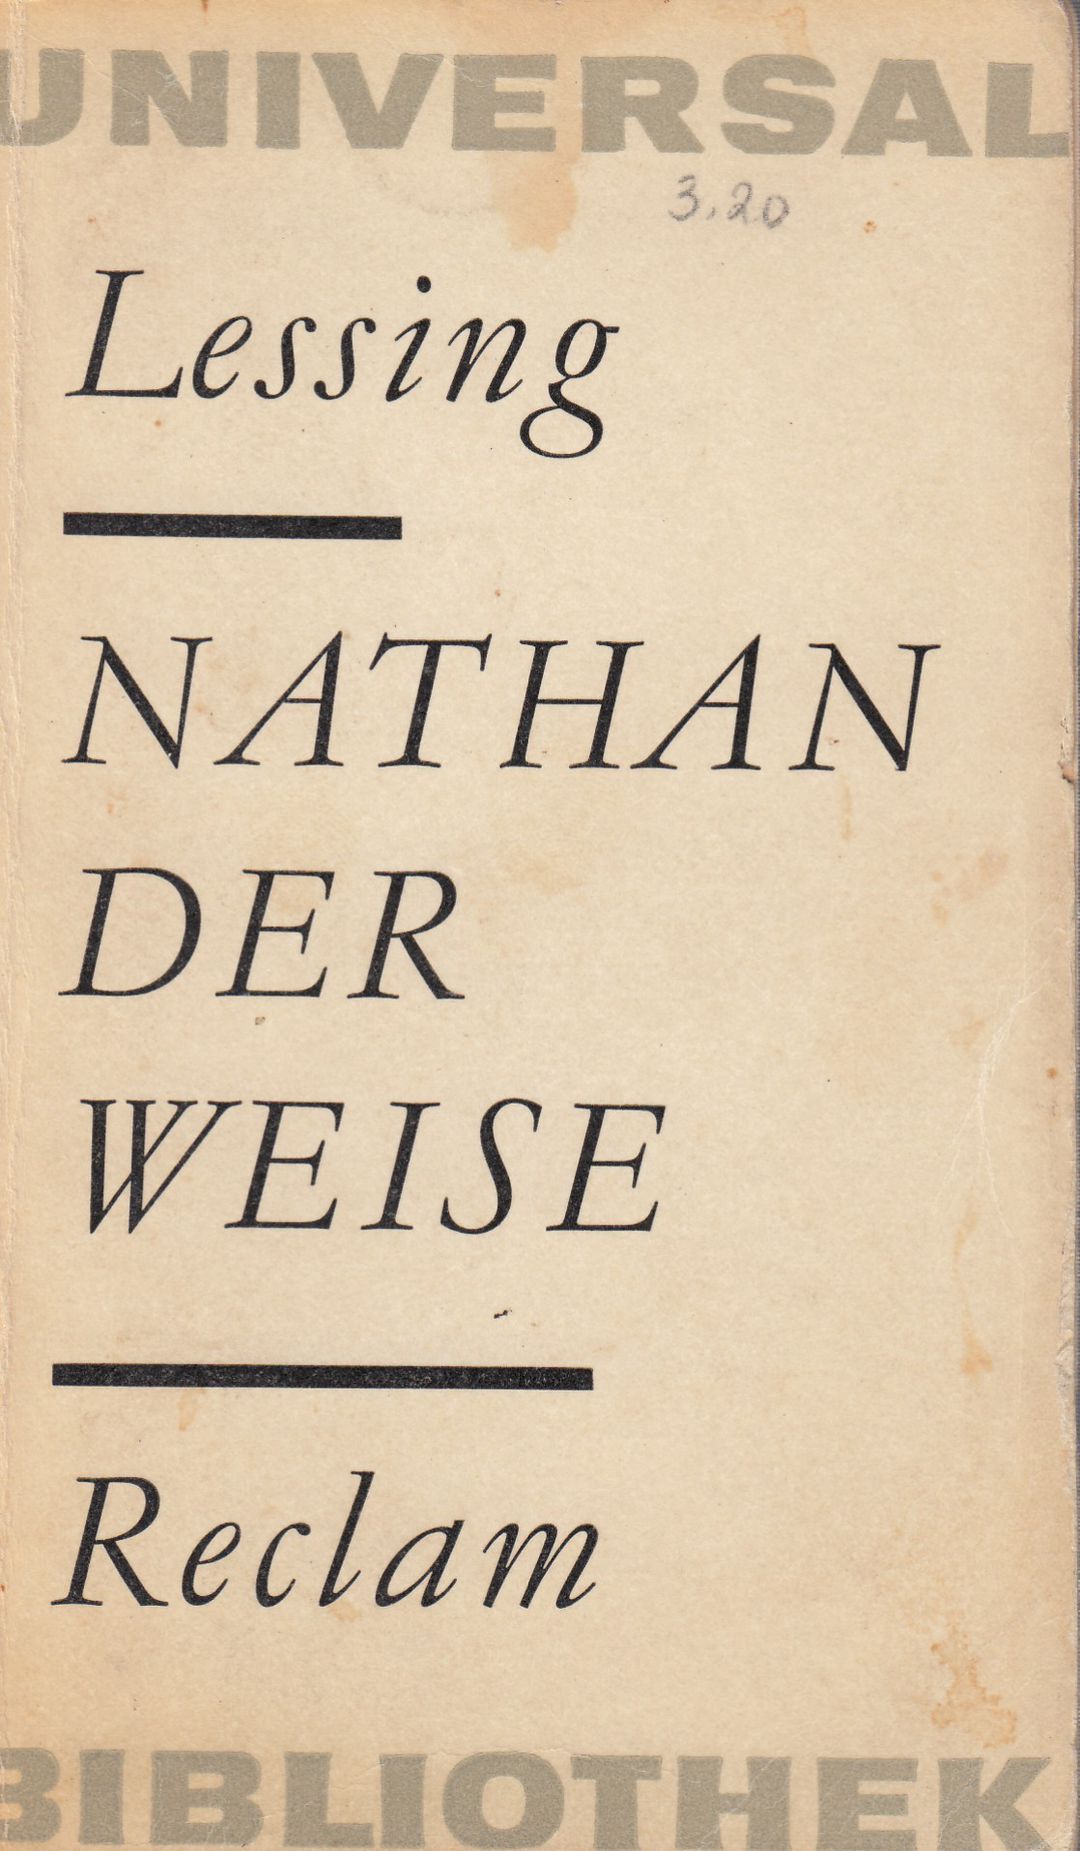 UNIVERSAL
3.20
Lessing
NATHAN
DER
WEISE
Reclam
BIBLIOTHEK